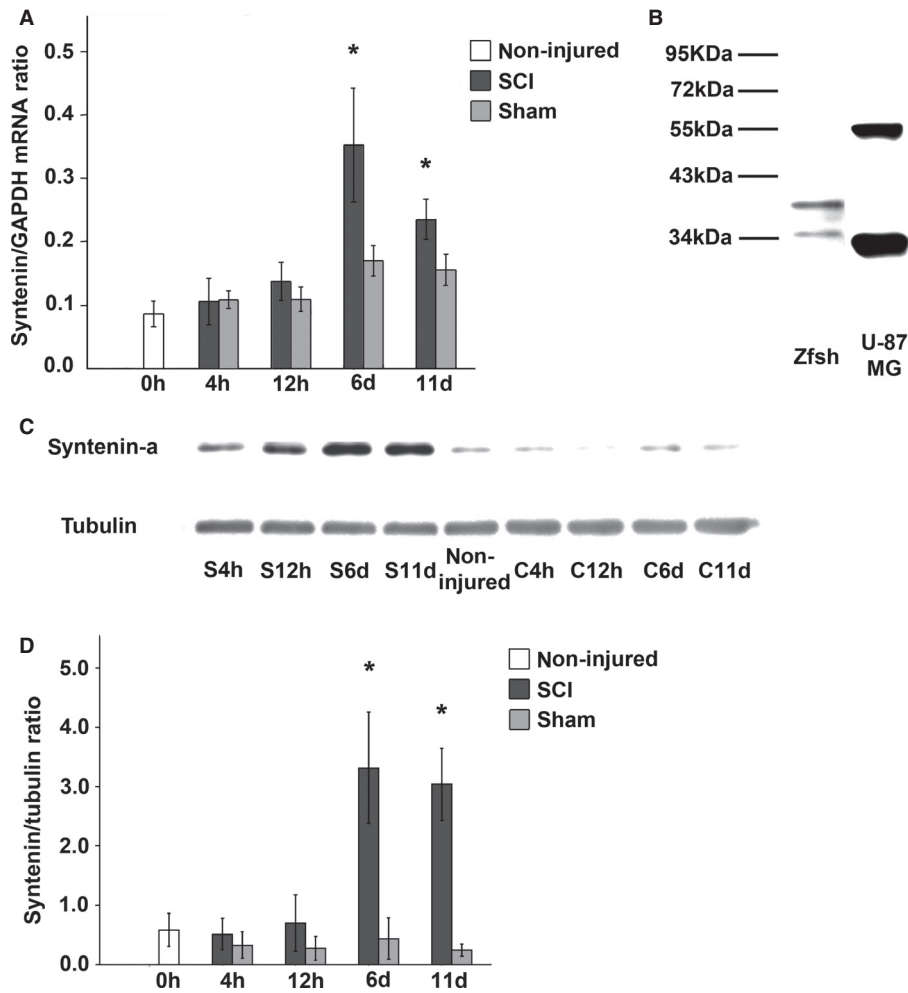 A
Syntenin/GAPDH mRNA ratio
0.5
0.4
0.3
0.2
0.1
0.0
* *
0h 4h 12h 6d 11d
Non-injured
SCI
Sham
B
95KDa
72kDa
55kDa
43kDa
34kDa
Zfsh
U-87
MG
C
Syntenin-a
Tubulin
S4h S12h S6d S11d Non-injured C4h C12h C6d C11d
D
Syntenin/tubulin ratio
5.0
4.0
3.0
2.0
1.0
0.0
* *
0h 4h 12h 6d 11d
Non-injured
SCI
Sham